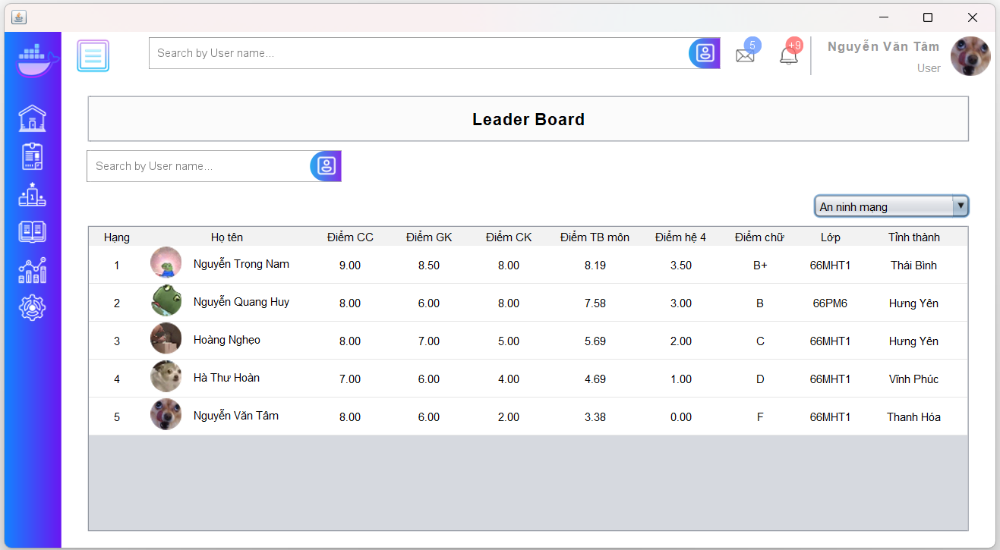 Search by User name...
5
+9
Nguyễn Văn Tâm
User
Leader Board
Search by User name...
An ninh mạng
Hạng Họ tên Điểm CC Điểm GK Điểm CK Điểm TB môn Điểm hệ 4 Điểm chữ Lớp Tỉnh thành
1 Nguyễn Trọng Nam 9.00 8.50 8.00 8.19 3.50 B+ 66MHT1 Thái Bình
2 Nguyễn Quang Huy 8.00 6.00 8.00 7.58 3.00 B 66PM6 Hưng Yên
3 Hoàng Nghẹo 8.00 7.00 5.00 5.69 2.00 C 66MHT1 Hưng Yên
4 Hà Thư Hoàn 7.00 6.00 4.00 4.69 1.00 D 66MHT1 Vĩnh Phúc
5 Nguyễn Văn Tâm 8.00 6.00 2.00 3.38 0.00 F 66MHT1 Thanh Hóa